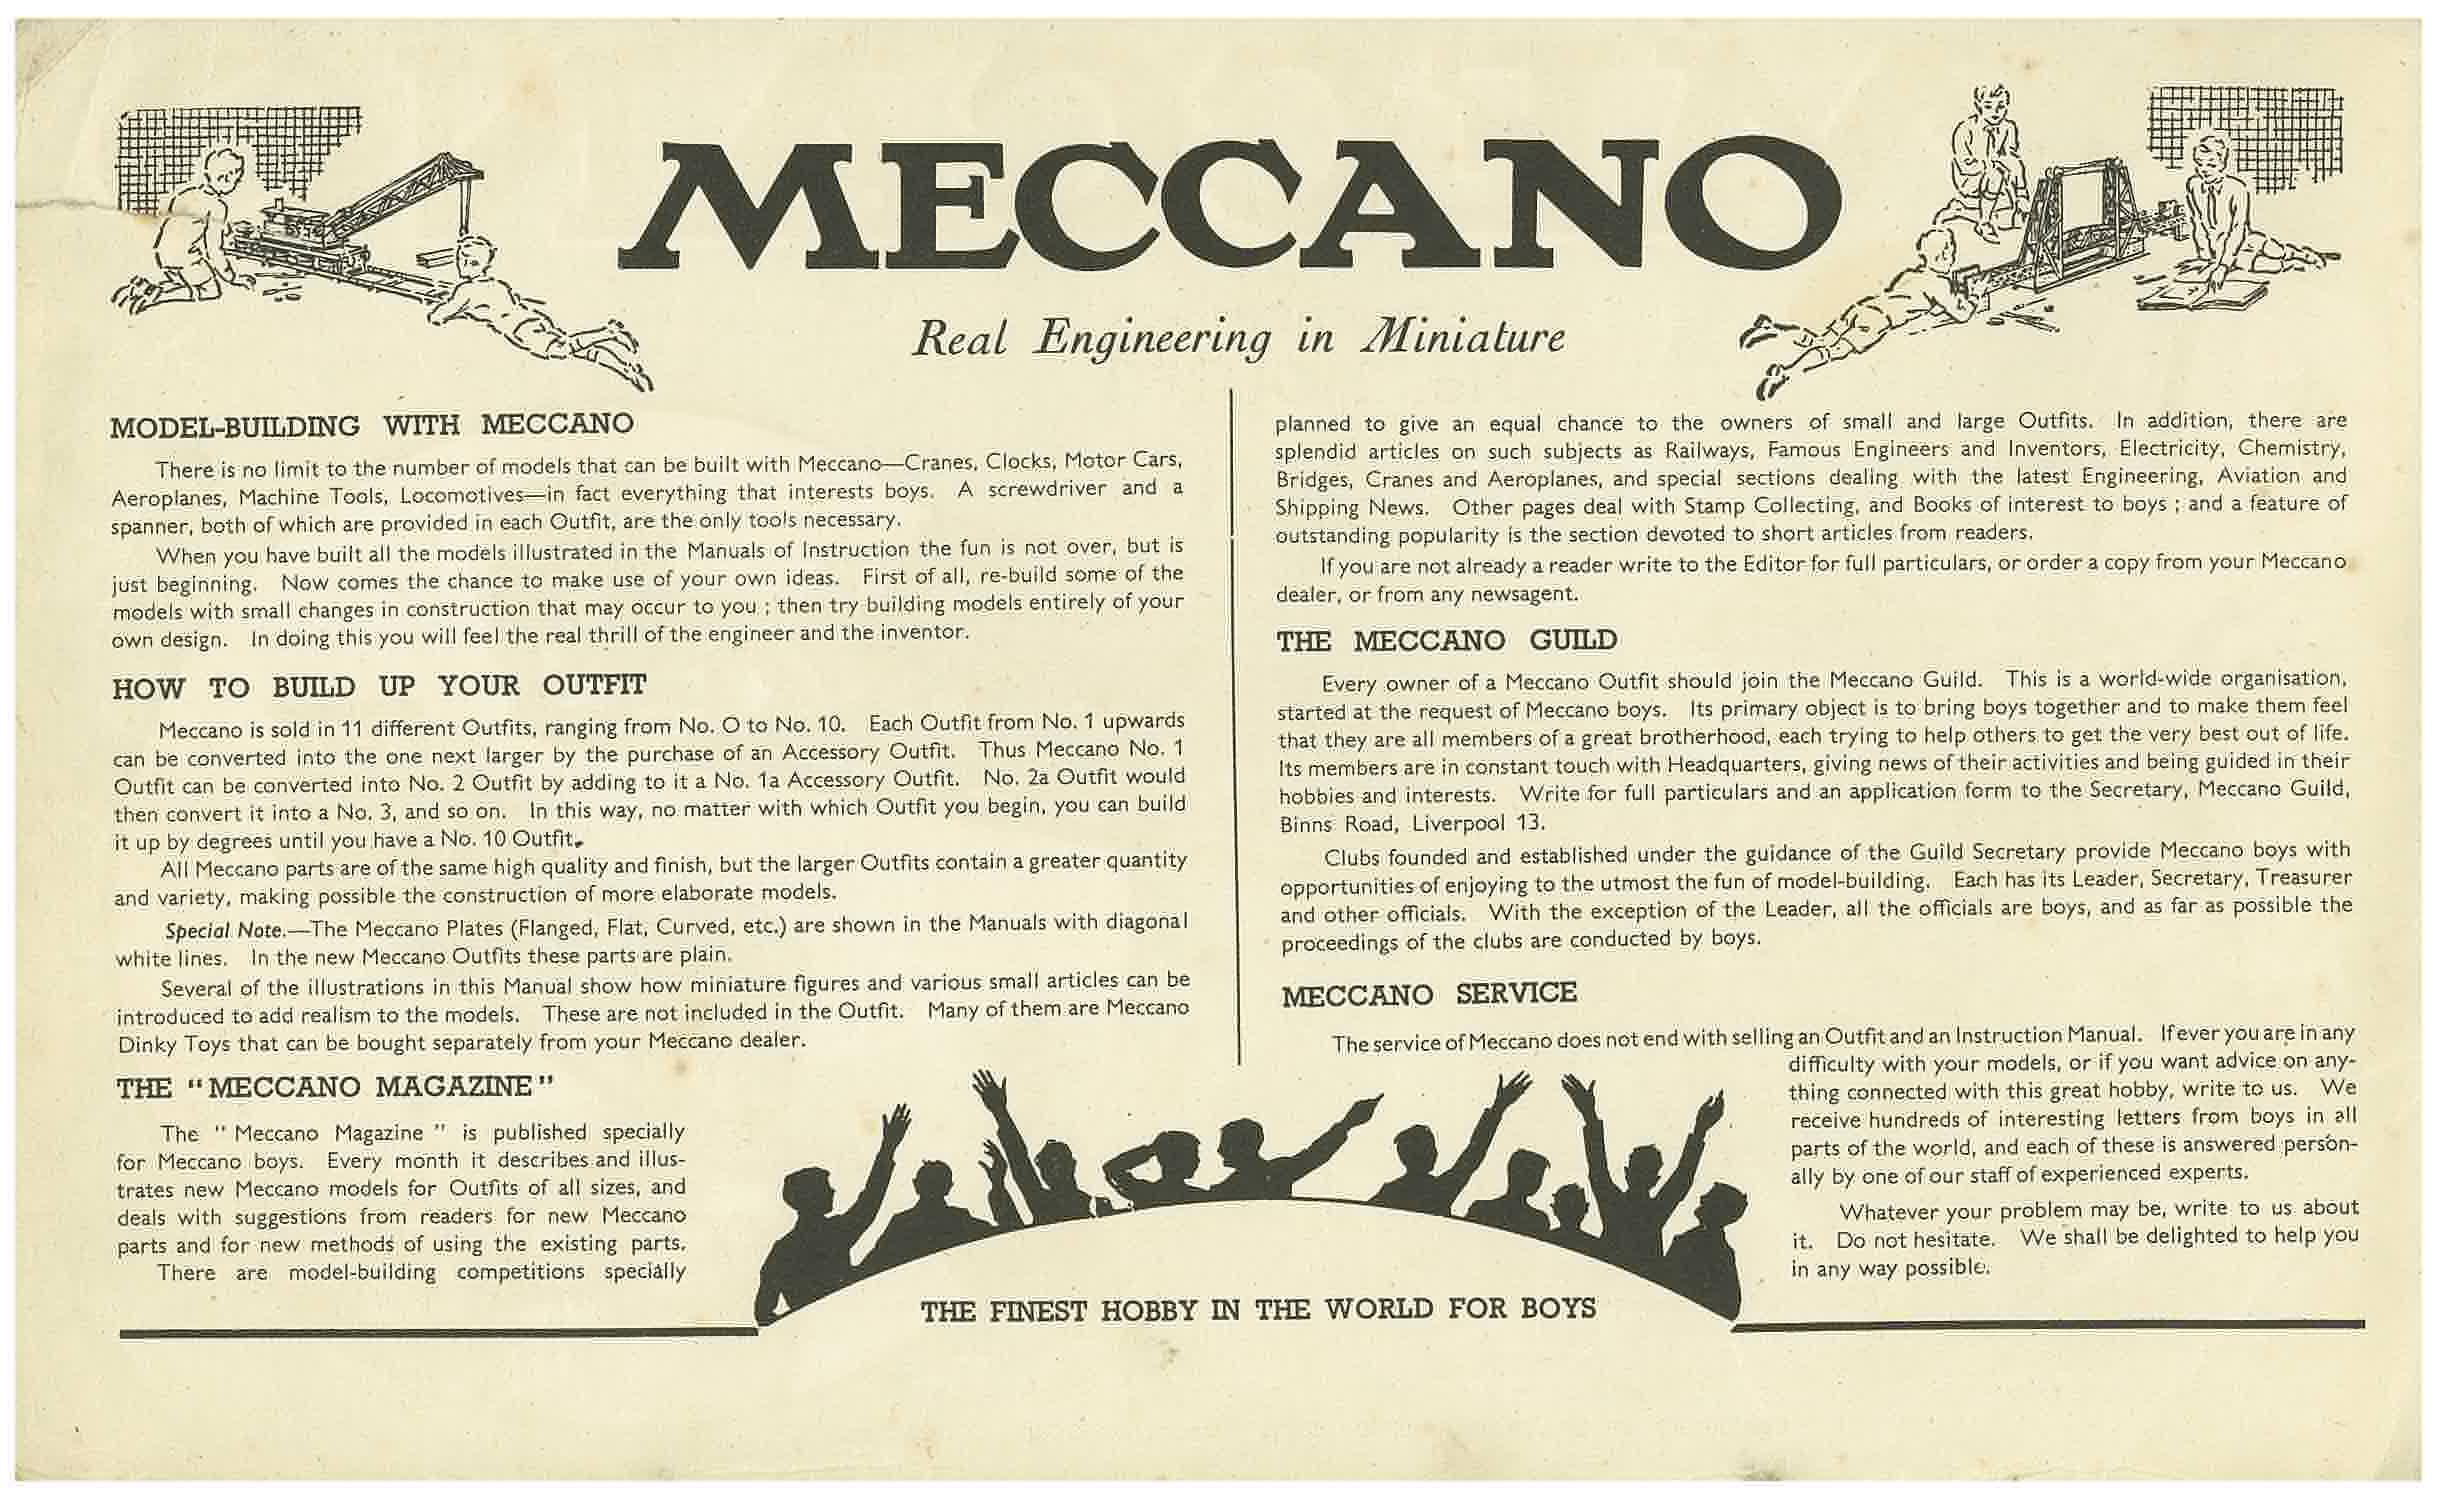 MECCANO
Real Engineering in Miniature
MODEL-BUILDING WITH MECCANO
There is no limit to the number of models that can be built with Meccano—Cranes, Clocks, Motor Cars,
Aeroplanes, Machine Tools, Locomotives—in fact everything that interests boys. A screwdriver and a
spanner, both of which are provided in each Outfit, are the only tools necessary.
When you have built all the models illustrated in the Manuals of Instruction the fun is not over, but is
just beginning. Now comes the chance to make use of your own ideas. First of all, re-build some of the
models with small changes in construction that may occur to you ; then try building models entirely of your
own design. In doing this you will feel the real thrill of the engineer and the inventor.
HOW TO BUILD UP YOUR OUTFIT
Meccano is sold in 11 different Outfits, ranging from No. O to No. 10. Each Outfit from No. 1 upwards
can be converted into the one next larger by the purchase of an Accessory Outfit. Thus Meccano No. 1
Outfit can be converted into No. 2 Outfit by adding to it a No. 1a Accessory Outfit. No. 2a Outfit would
then convert it into a No. 3, and so on. In this way, no matter with which Outfit you begin, you can build
it up by degrees until you have a No. 10 Outfit.
All Meccano parts are of the same high quality and finish, but the larger Outfits contain a greater quantity
and variety, making possible the construction of more elaborate models.
Special Note.—The Meccano Plates (Flanged, Flat, Curved, etc.) are shown in the Manuals with diagonal
white lines. In the new Meccano Outfits these parts are plain.
Several of the illustrations in this Manual show how miniature figures and various small articles can be
introduced to add realism to the models. These are not included in the Outfit. Many of them are Meccano
Dinky Toys that can be bought separately from your Meccano dealer.
THE "MECCANO MAGAZINE"
The " Meccano Magazine " is published specially
for Meccano boys. Every month it describes and illus-
trates new Meccano models for Outfits of all sizes, and
deals with suggestions from readers for new Meccano
parts and for new methods of using the existing parts.
There are model-building competitions specially
planned to give an equal chance to the owners of small and large Outfits. In addition, there are
splendid articles on such subjects as Railways, Famous Engineers and Inventors, Electricity, Chemistry,
Bridges, Cranes and Aeroplanes, and special sections dealing with the latest Engineering, Aviation and
Shipping News. Other pages deal with Stamp Collecting, and Books of interest to boys ; and a feature of
outstanding popularity is the section devoted to short articles from readers.
If you are not already a reader write to the Editor for full particulars, or order a copy from your Meccano
dealer, or from any newsagent.
THE MECCANO GUILD
Every owner of a Meccano Outfit should join the Meccano Guild. This is a world-wide organisation,
started at the request of Meccano boys. Its primary object is to bring boys together and to make them feel
that they are all members of a great brotherhood, each trying to help others to get the very best out of life.
Its members are in constant touch with Headquarters, giving news of their activities and being guided in their
hobbies and interests. Write for full particulars and an application form to the Secretary, Meccano Guild,
Binns Road, Liverpool 13.
Clubs founded and established under the guidance of the Guild Secretary provide Meccano boys with
opportunities of enjoying to the utmost the fun of model-building. Each has its Leader, Secretary, Treasurer
and other officials. With the exception of the Leader, all the officials are boys, and as far as possible the
proceedings of the clubs are conducted by boys.
MECCANO SERVICE
The service of Meccano does not end with selling an Outfit and an Instruction Manual. If ever you are in any
difficulty with your models, or if you want advice on any-
thing connected with this great hobby, write to us. We
receive hundreds of interesting letters from boys in all
parts of the world, and each of these is answered person-
ally by one of our staff of experienced experts.
Whatever your problem may be, write to us about
it. Do not hesitate. We shall be delighted to help you
in any way possible.
THE FINEST HOBBY IN THE WORLD FOR BOYS